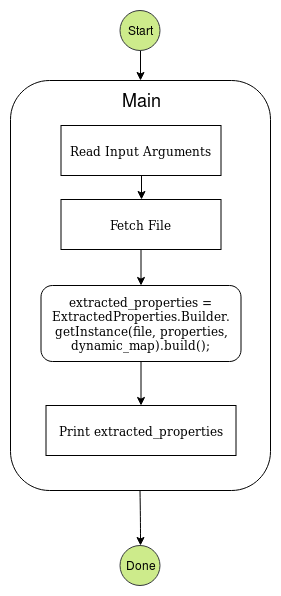 Start
Main
Read Input Arguments
Fetch File
extracted_properties =
ExtractedProperties.Builder.
getInstance(file, properties,
dynamic_map).build();
Print extracted_properties
Done